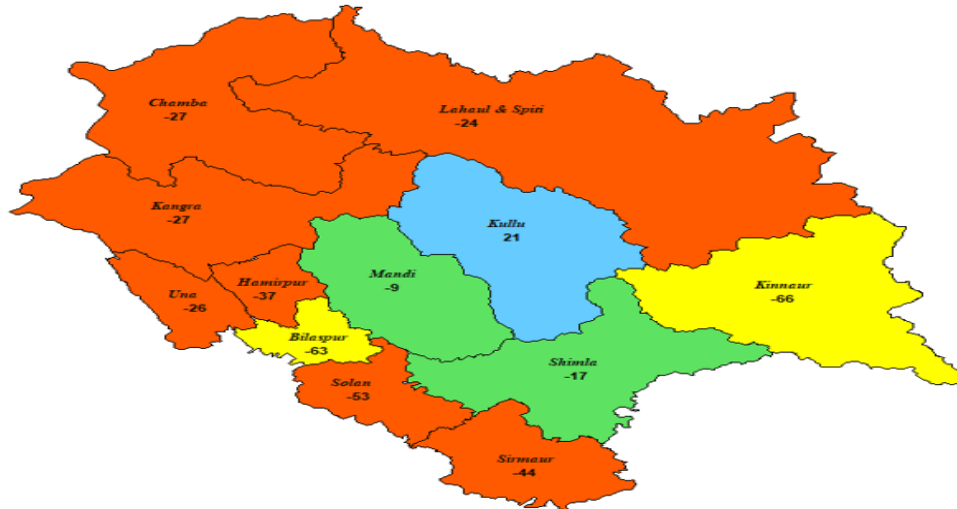 Chamba
-27
Lahaul & Spiti
-24
Kangra
-27
Kullu
21
Mandi
-9
Una
-26
Hamirpur
-37
Kinnaur
-66
Bilaspur
-63
Shimla
-17
Solan
-53
Sirmaur
-44